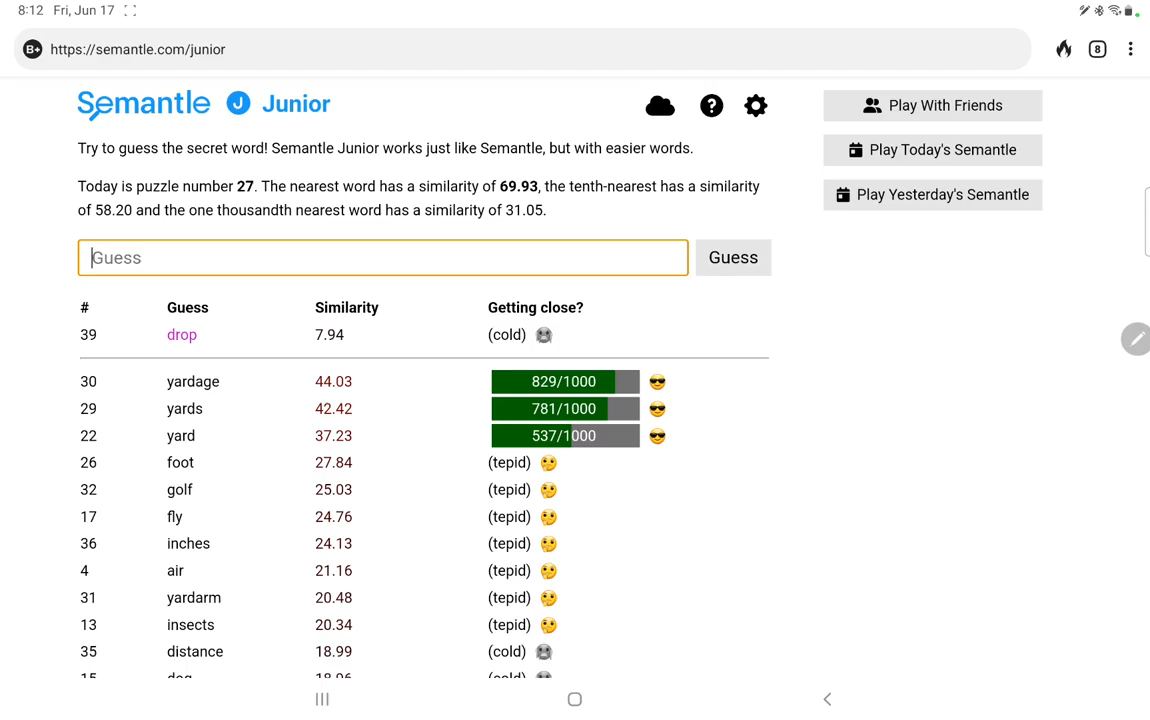 8:12 Fri, Jun 17
B+ https://semantle.com/junior 8
Semantle J Junior
Play With Friends
Try to guess the secret word! Semantle Junior works just like Semantle, but with easier words.
Play Today's Semantle
Today is puzzle number 27. The nearest word has a similarity of 69.93, the tenth-nearest has a similarity
of 58.20 and the one thousandth nearest word has a similarity of 31.05.
Play Yesterday's Semantle
Guess Guess
# Guess Similarity Getting close?
39 drop 7.94 (cold)
30 yardage 44.03 829/1000
29 yards 42.42 781/1000
22 yard 37.23 537/1000
26 foot 27.84 (tepid)
32 golf 25.03 (tepid)
17 fly 24.76 (tepid)
36 inches 24.13 (tepid)
4 air 21.16 (tepid)
31 yardarm 20.48 (tepid)
13 insects 20.34 (tepid)
35 distance 18.99 (cold)
15 dog 18.96 (cold)